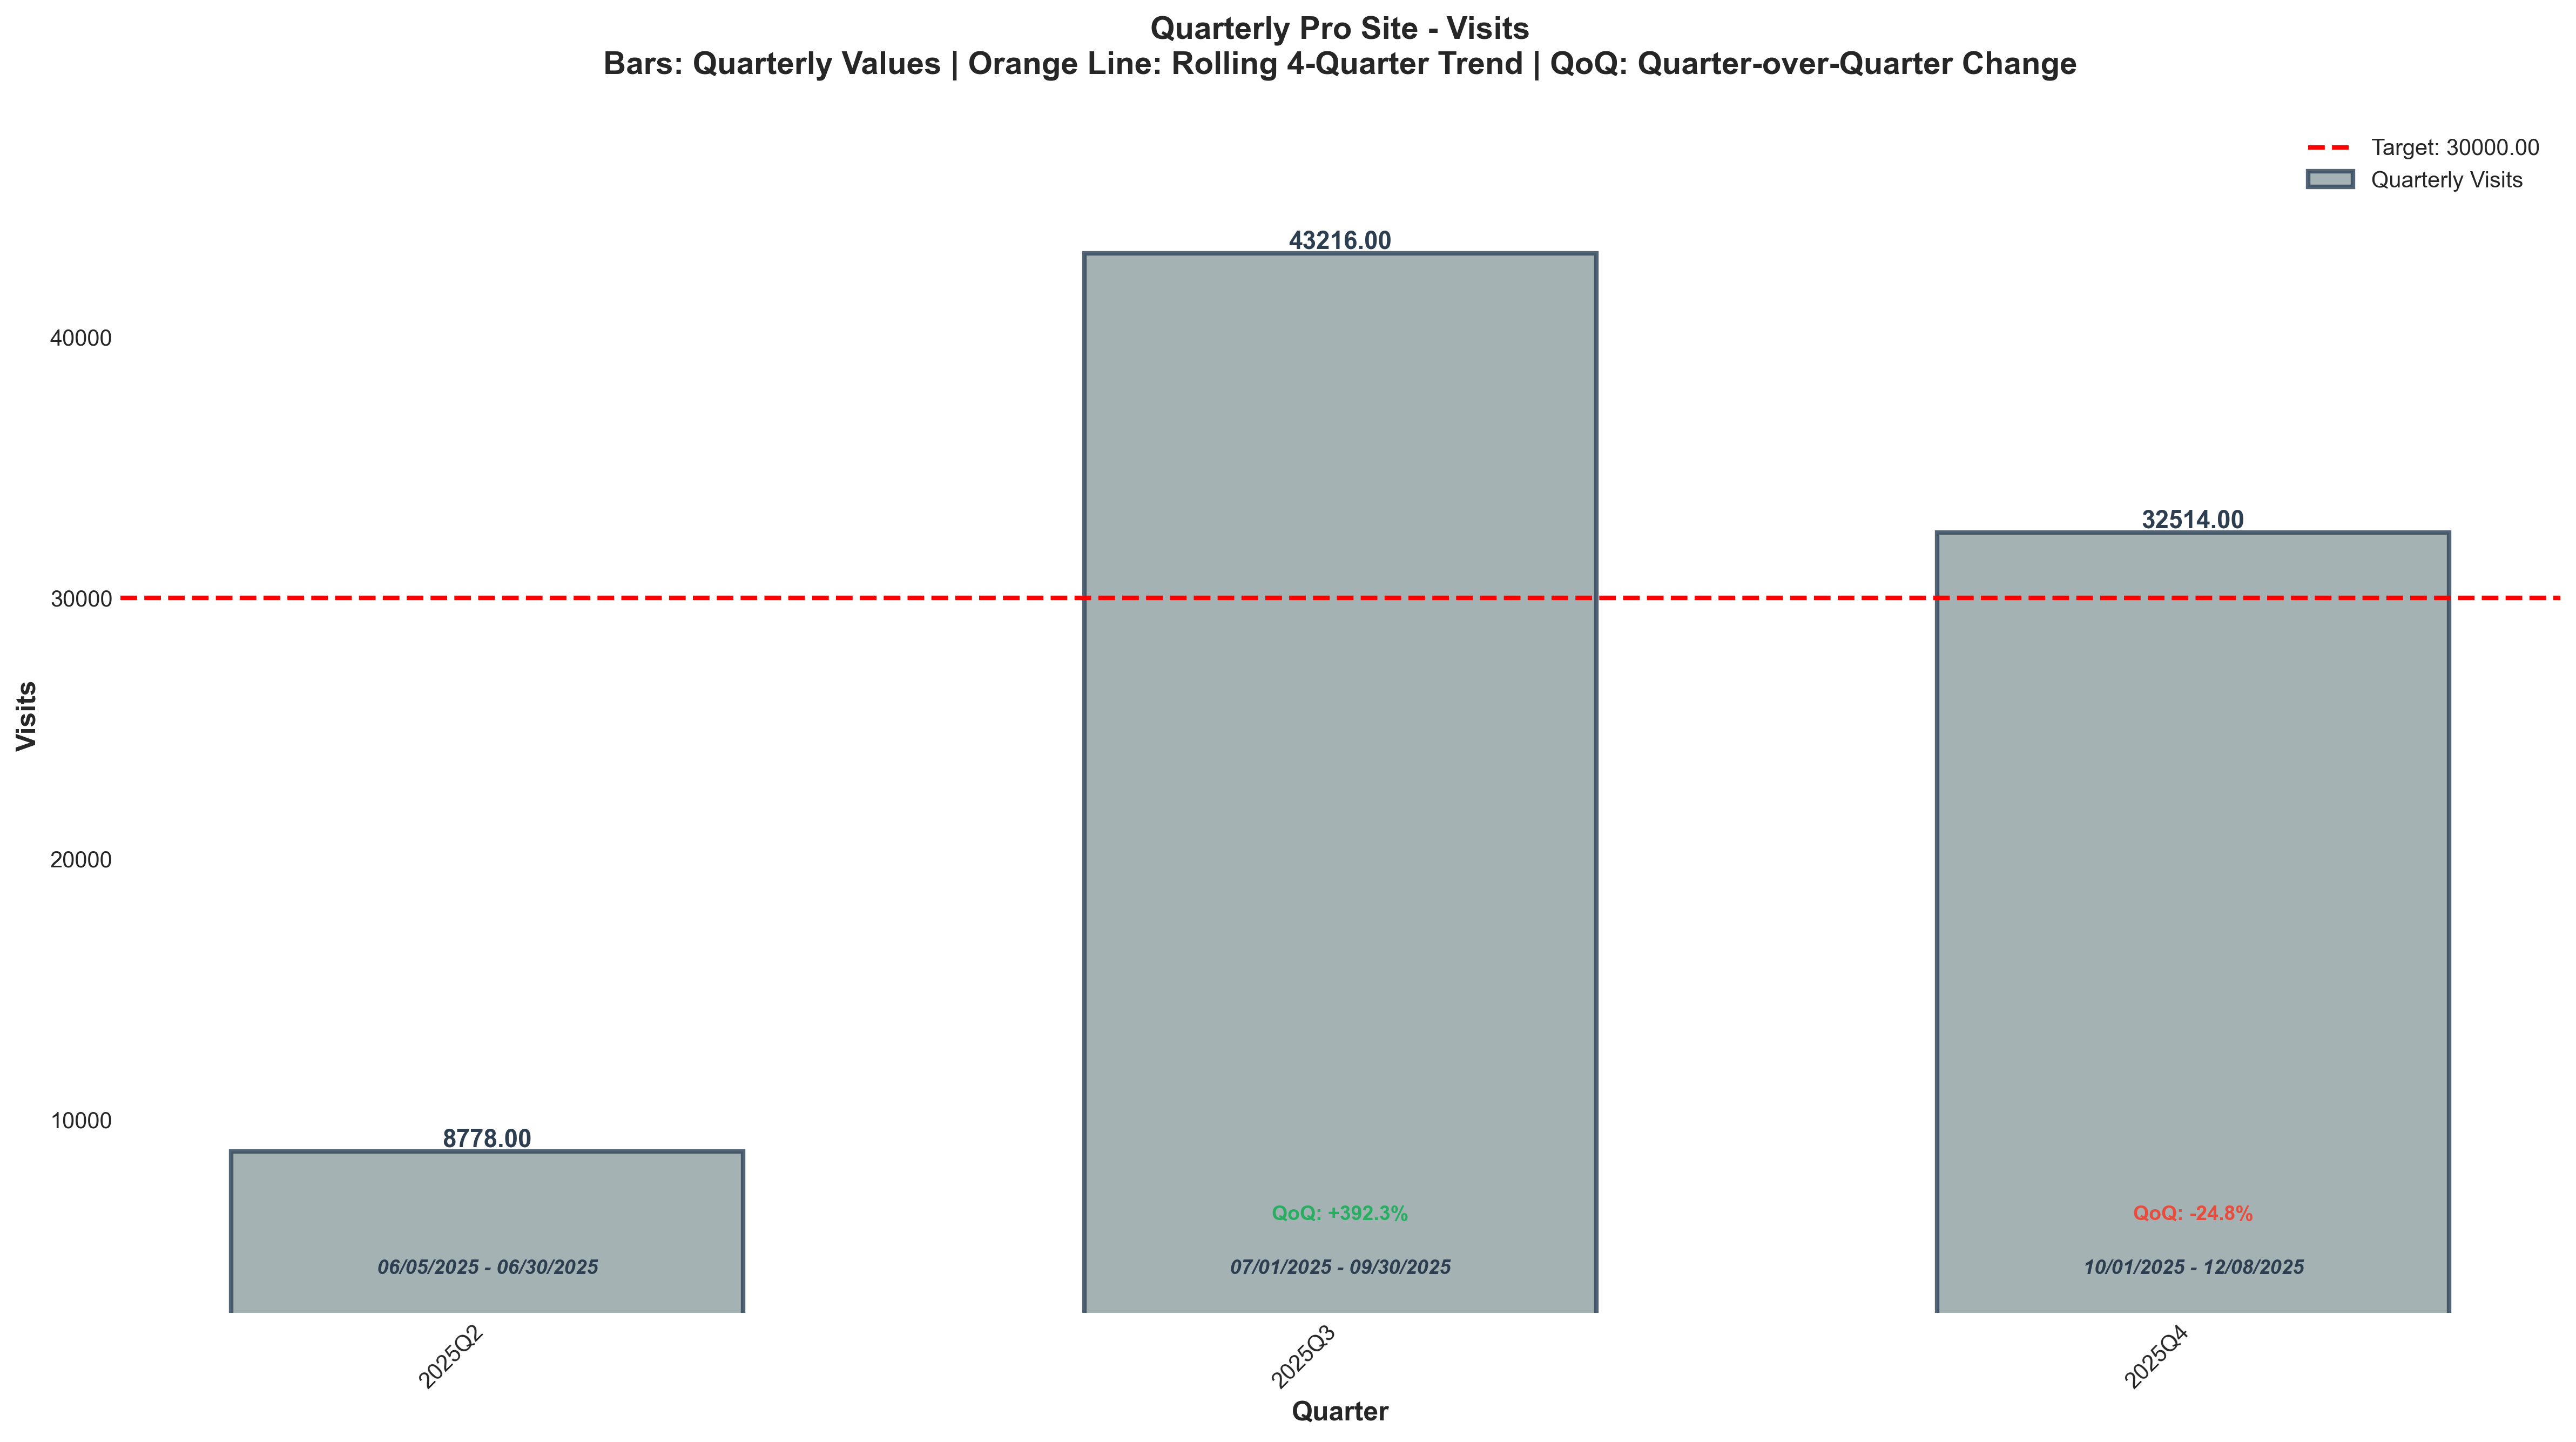 Quarterly Pro Site - Visits
Bars: Quarterly Values | Orange Line: Rolling 4-Quarter Trend | QoQ: Quarter-over-Quarter Change
Target: 30000.00
Quarterly Visits
43216.00
40000
32514.00
30000
Visits
20000
10000
8778.00
QoQ: +392.3%
QoQ: -24.8%
06/05/2025 - 06/30/2025
07/01/2025 - 09/30/2025
10/01/2025 - 12/08/2025
2025Q2
2025Q3
2025Q4
Quarter